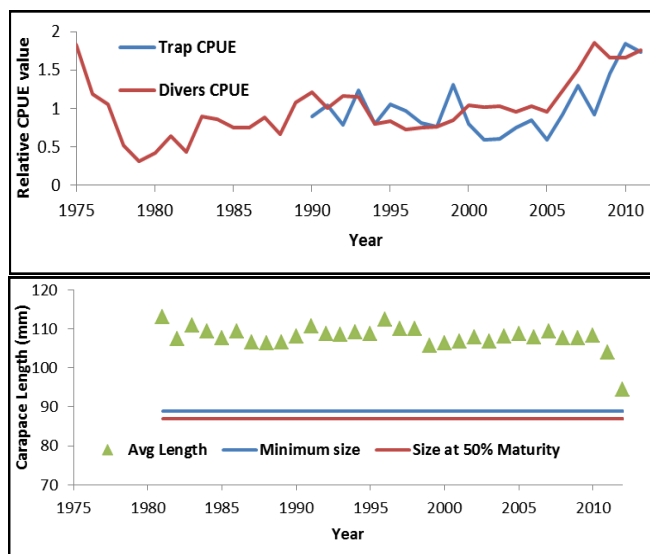 Relative CPUE value
2
1.5
1
0.5
0
Trap CPUE
Divers CPUE
1975 1980 1985 1990 1995 2000 2005 2010
Year
Carapace Length (mm)
120
110
100
90
80
70
Avg Length Minimum size Size at 50% Maturity
1975 1980 1985 1990 1995 2000 2005 2010
Year